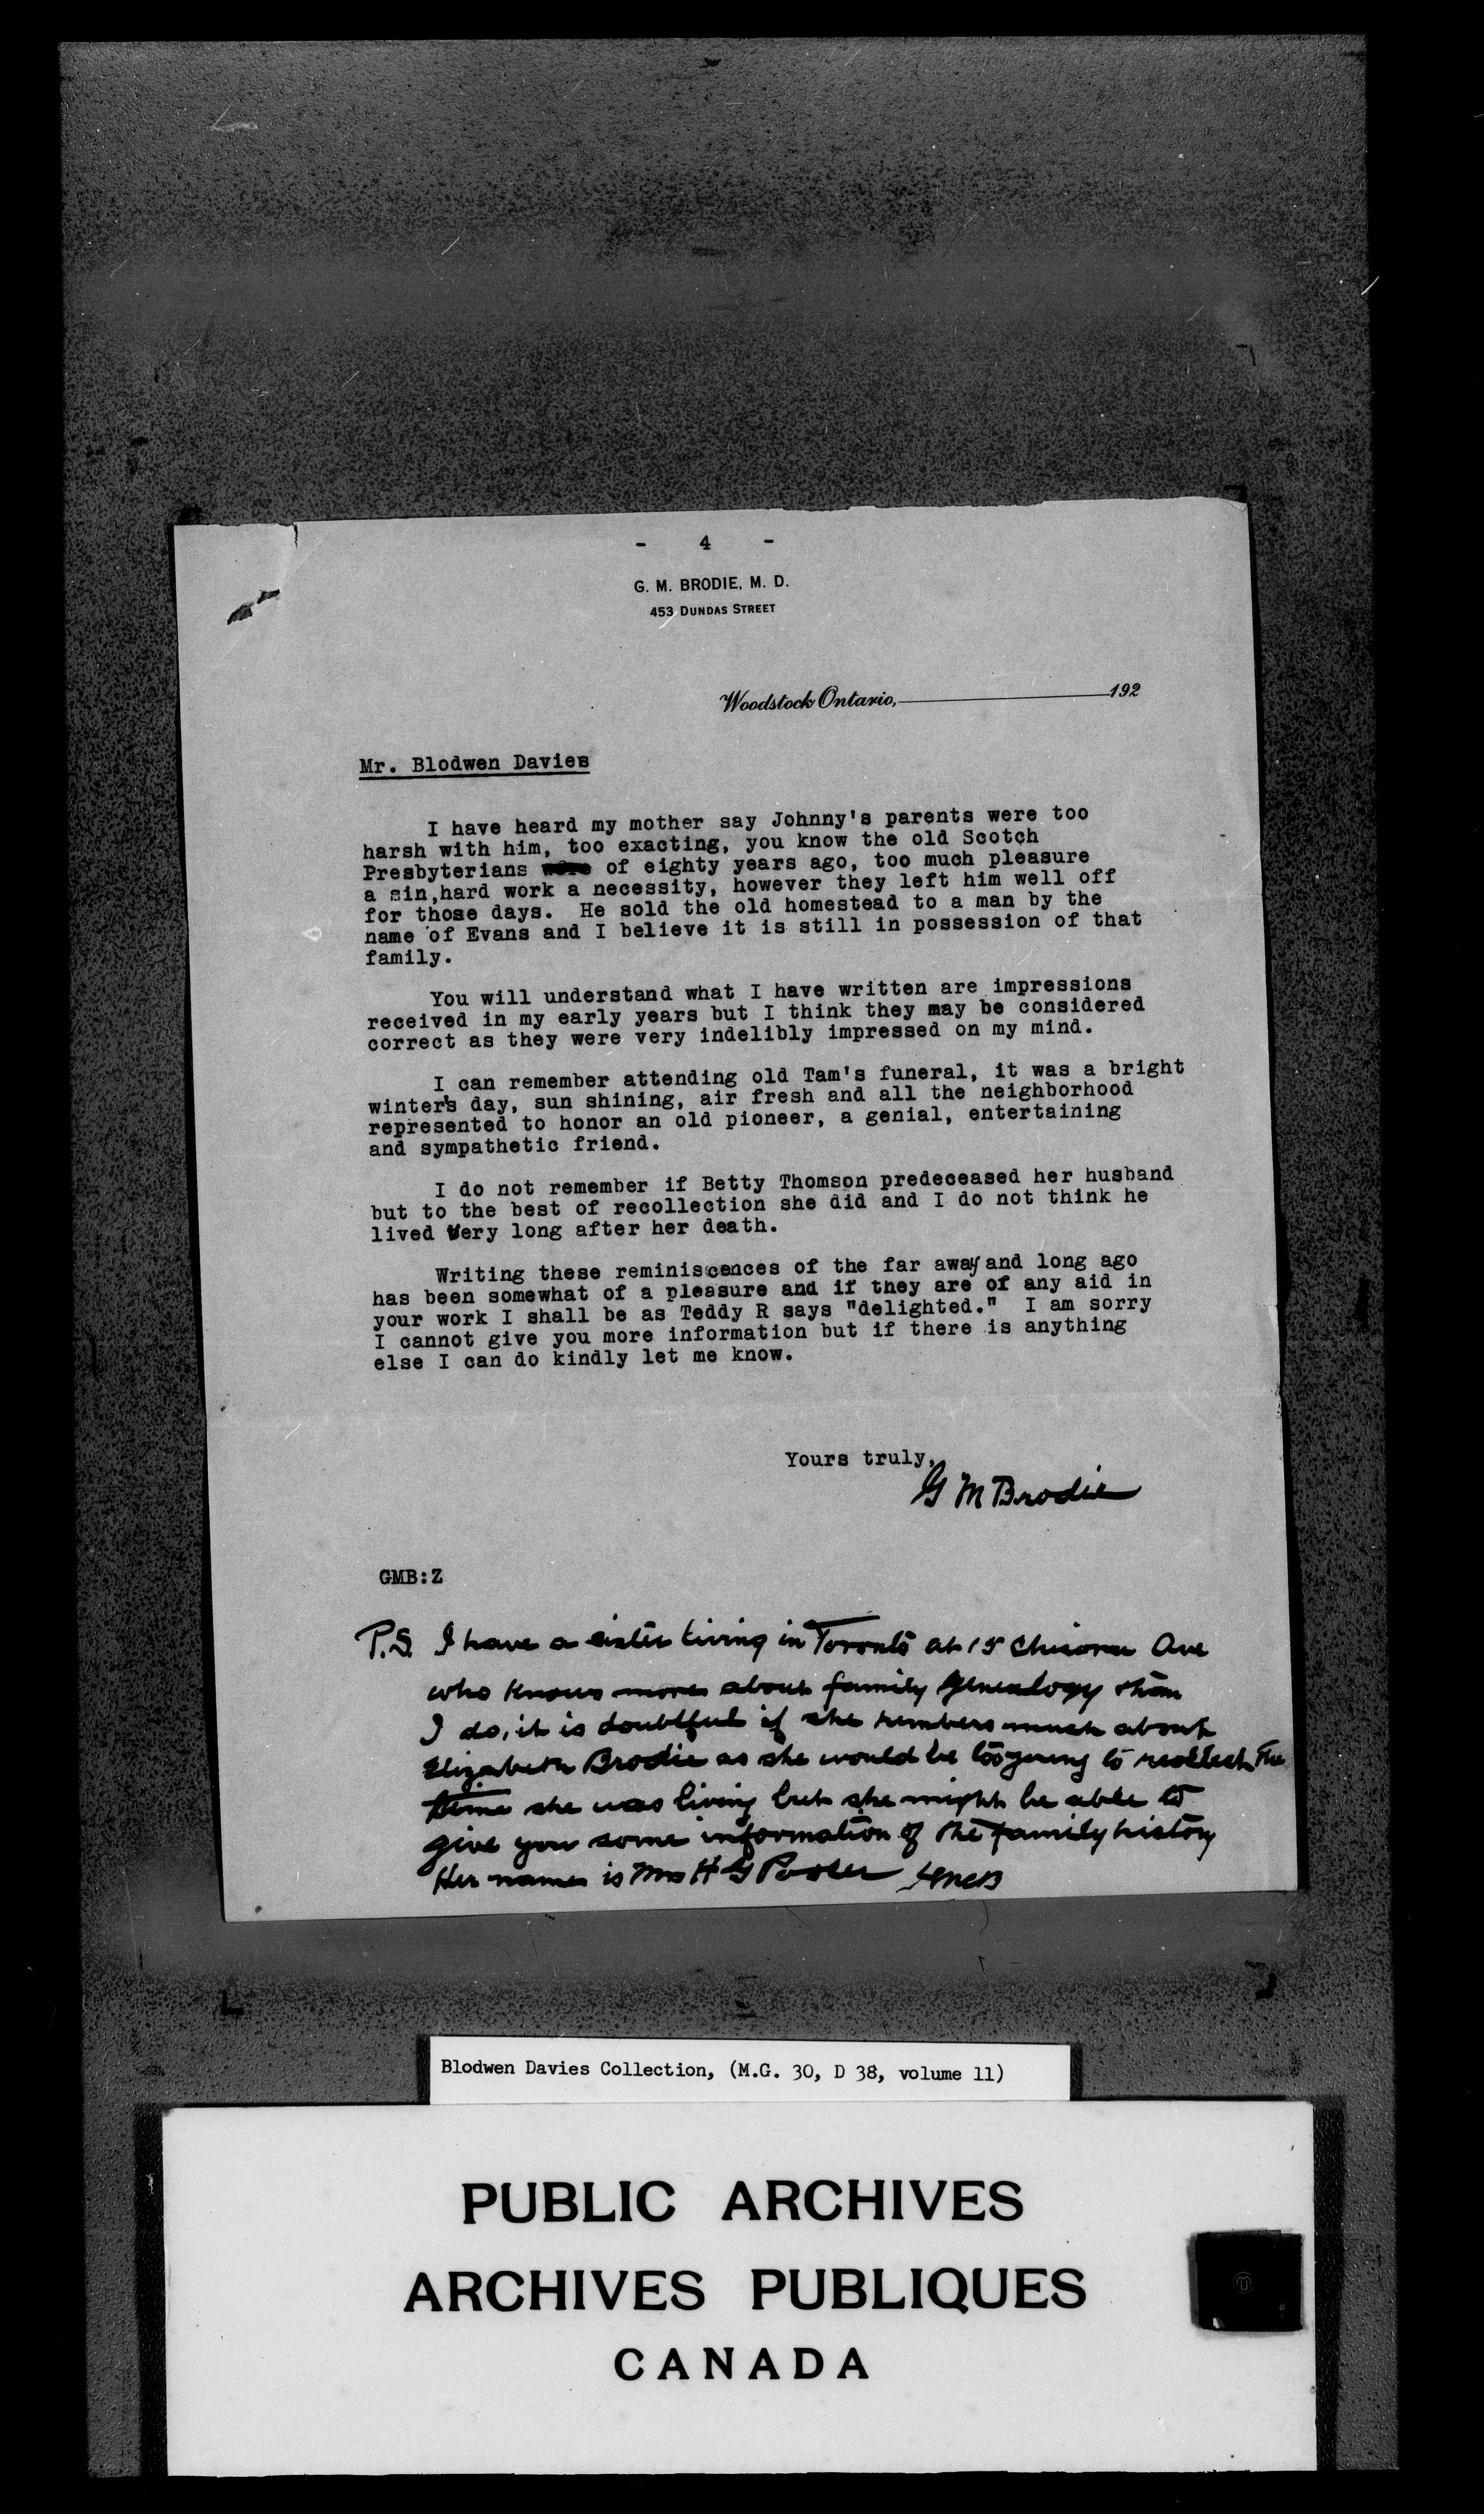 - 4 -
G. M. BRODIE, M. D.
453 DUNDAS STREET
Woodstock Ontario, 192
Mr. Blodwen Davies
I have heard my mother say Johnny's parents were too
harsh with him, too exacting, you know the old Scotch
Presbyterians were of eighty years ago, too much pleasure
a sin,hard work a necessity, however they left him well off
for those days. He sold the old homestead to a man by the
name of Evans and I believe it is still in possession of that
family.
You will understand what I have written are impressions
received in my early years but I think they may be considered
correct as they were very indelibly impressed on my mind.
I can remember attending old Tam's funeral, it was a bright
winter's day, sun shining, air fresh and all the neighborhood
represented to honor an old pioneer, a genial, entertaining
and sympathetic friend.
I do not remember if Betty Thomson predeceased her husband
but to the best of recollection she did and I do not think he
lived very long after her death.
Writing these reminiscences of the far away and long ago
has been somewhat of a pleasure and if they are of any aid in
your work I shall be as Teddy R says "delighted." I am sorry
I cannot give you more information but if there is anything
else I can do kindly let me know.
Yours truly,
G M Brodie
GMB:Z
P.S. I have a sister living in Toronto at 15 Ave
who knows more about family genealogy than
I do, it is doubtful if she rembers much about
Elizabeth Brodie as she would be too young to recollect the
time she was living but she might be able to
give you some information of the family history
Her name is Mrs H G GMB
Blodwen Davies Collection, (M.G. 30, D 38, volume 11)
PUBLIC ARCHIVES
ARCHIVES PUBLIQUES
CANADA